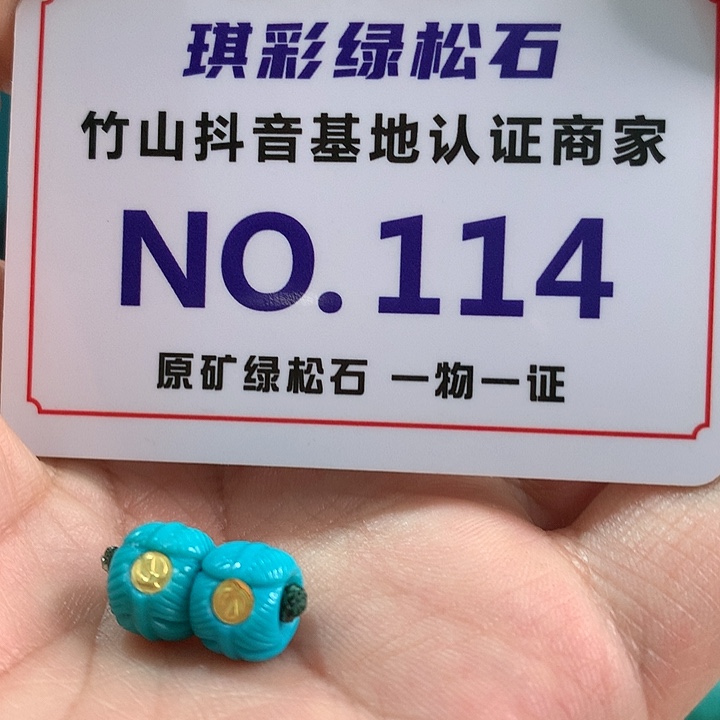 琪彩绿松石
竹山抖音基地认证商家
NO.114
原矿绿松石 一物一证